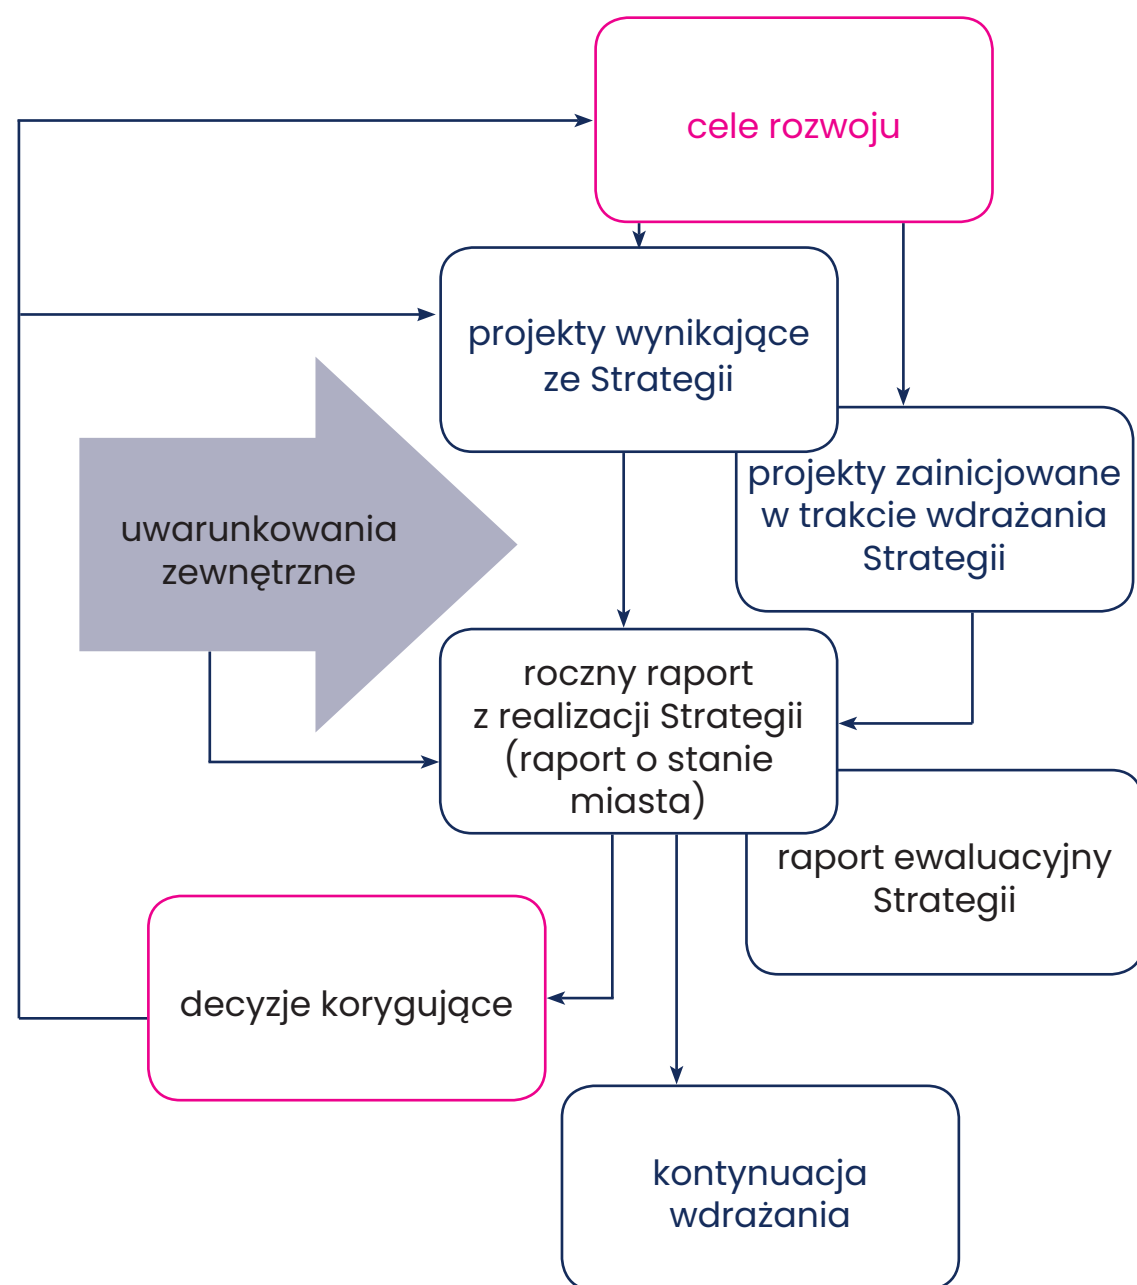 cele rozwoju
projekty wynikające
ze Strategii
projekty zainicjowane
w trakcie wdrażania
Strategii
uwarunkowania
zewnętrzne
roczny raport
z realizacji Strategii
(raport o stanie
miasta)
raport ewaluacyjny
Strategii
decyzje korygujące
kontynuacja
wdrażania